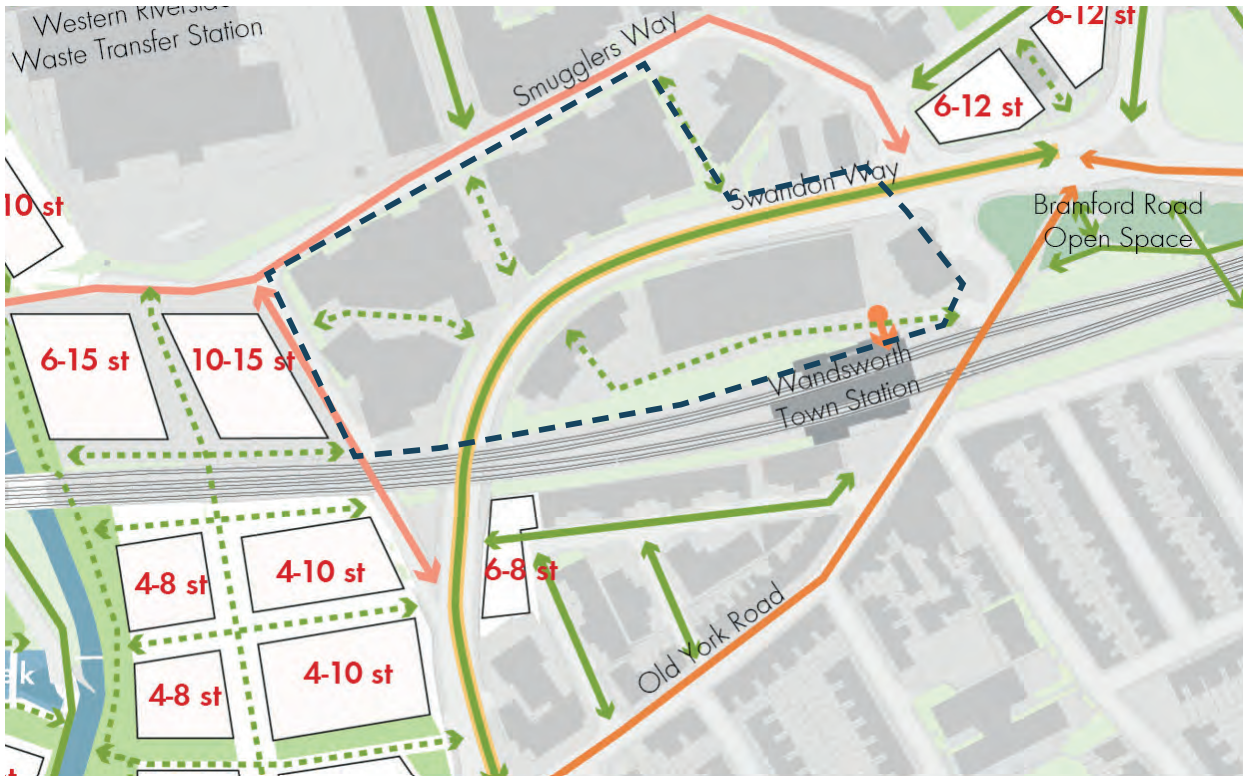 Western Riverside
Waste Transfer Station
Smugglers Way
6-12 st
6-12 st
Swandon Way
10 st
Bramford Road
Open Space
6-15 st
10-15 st
Wandsworth
Town Station
4-8 st
4-10 st
6-8 st
4-8 st
4-10 st
Old York Road